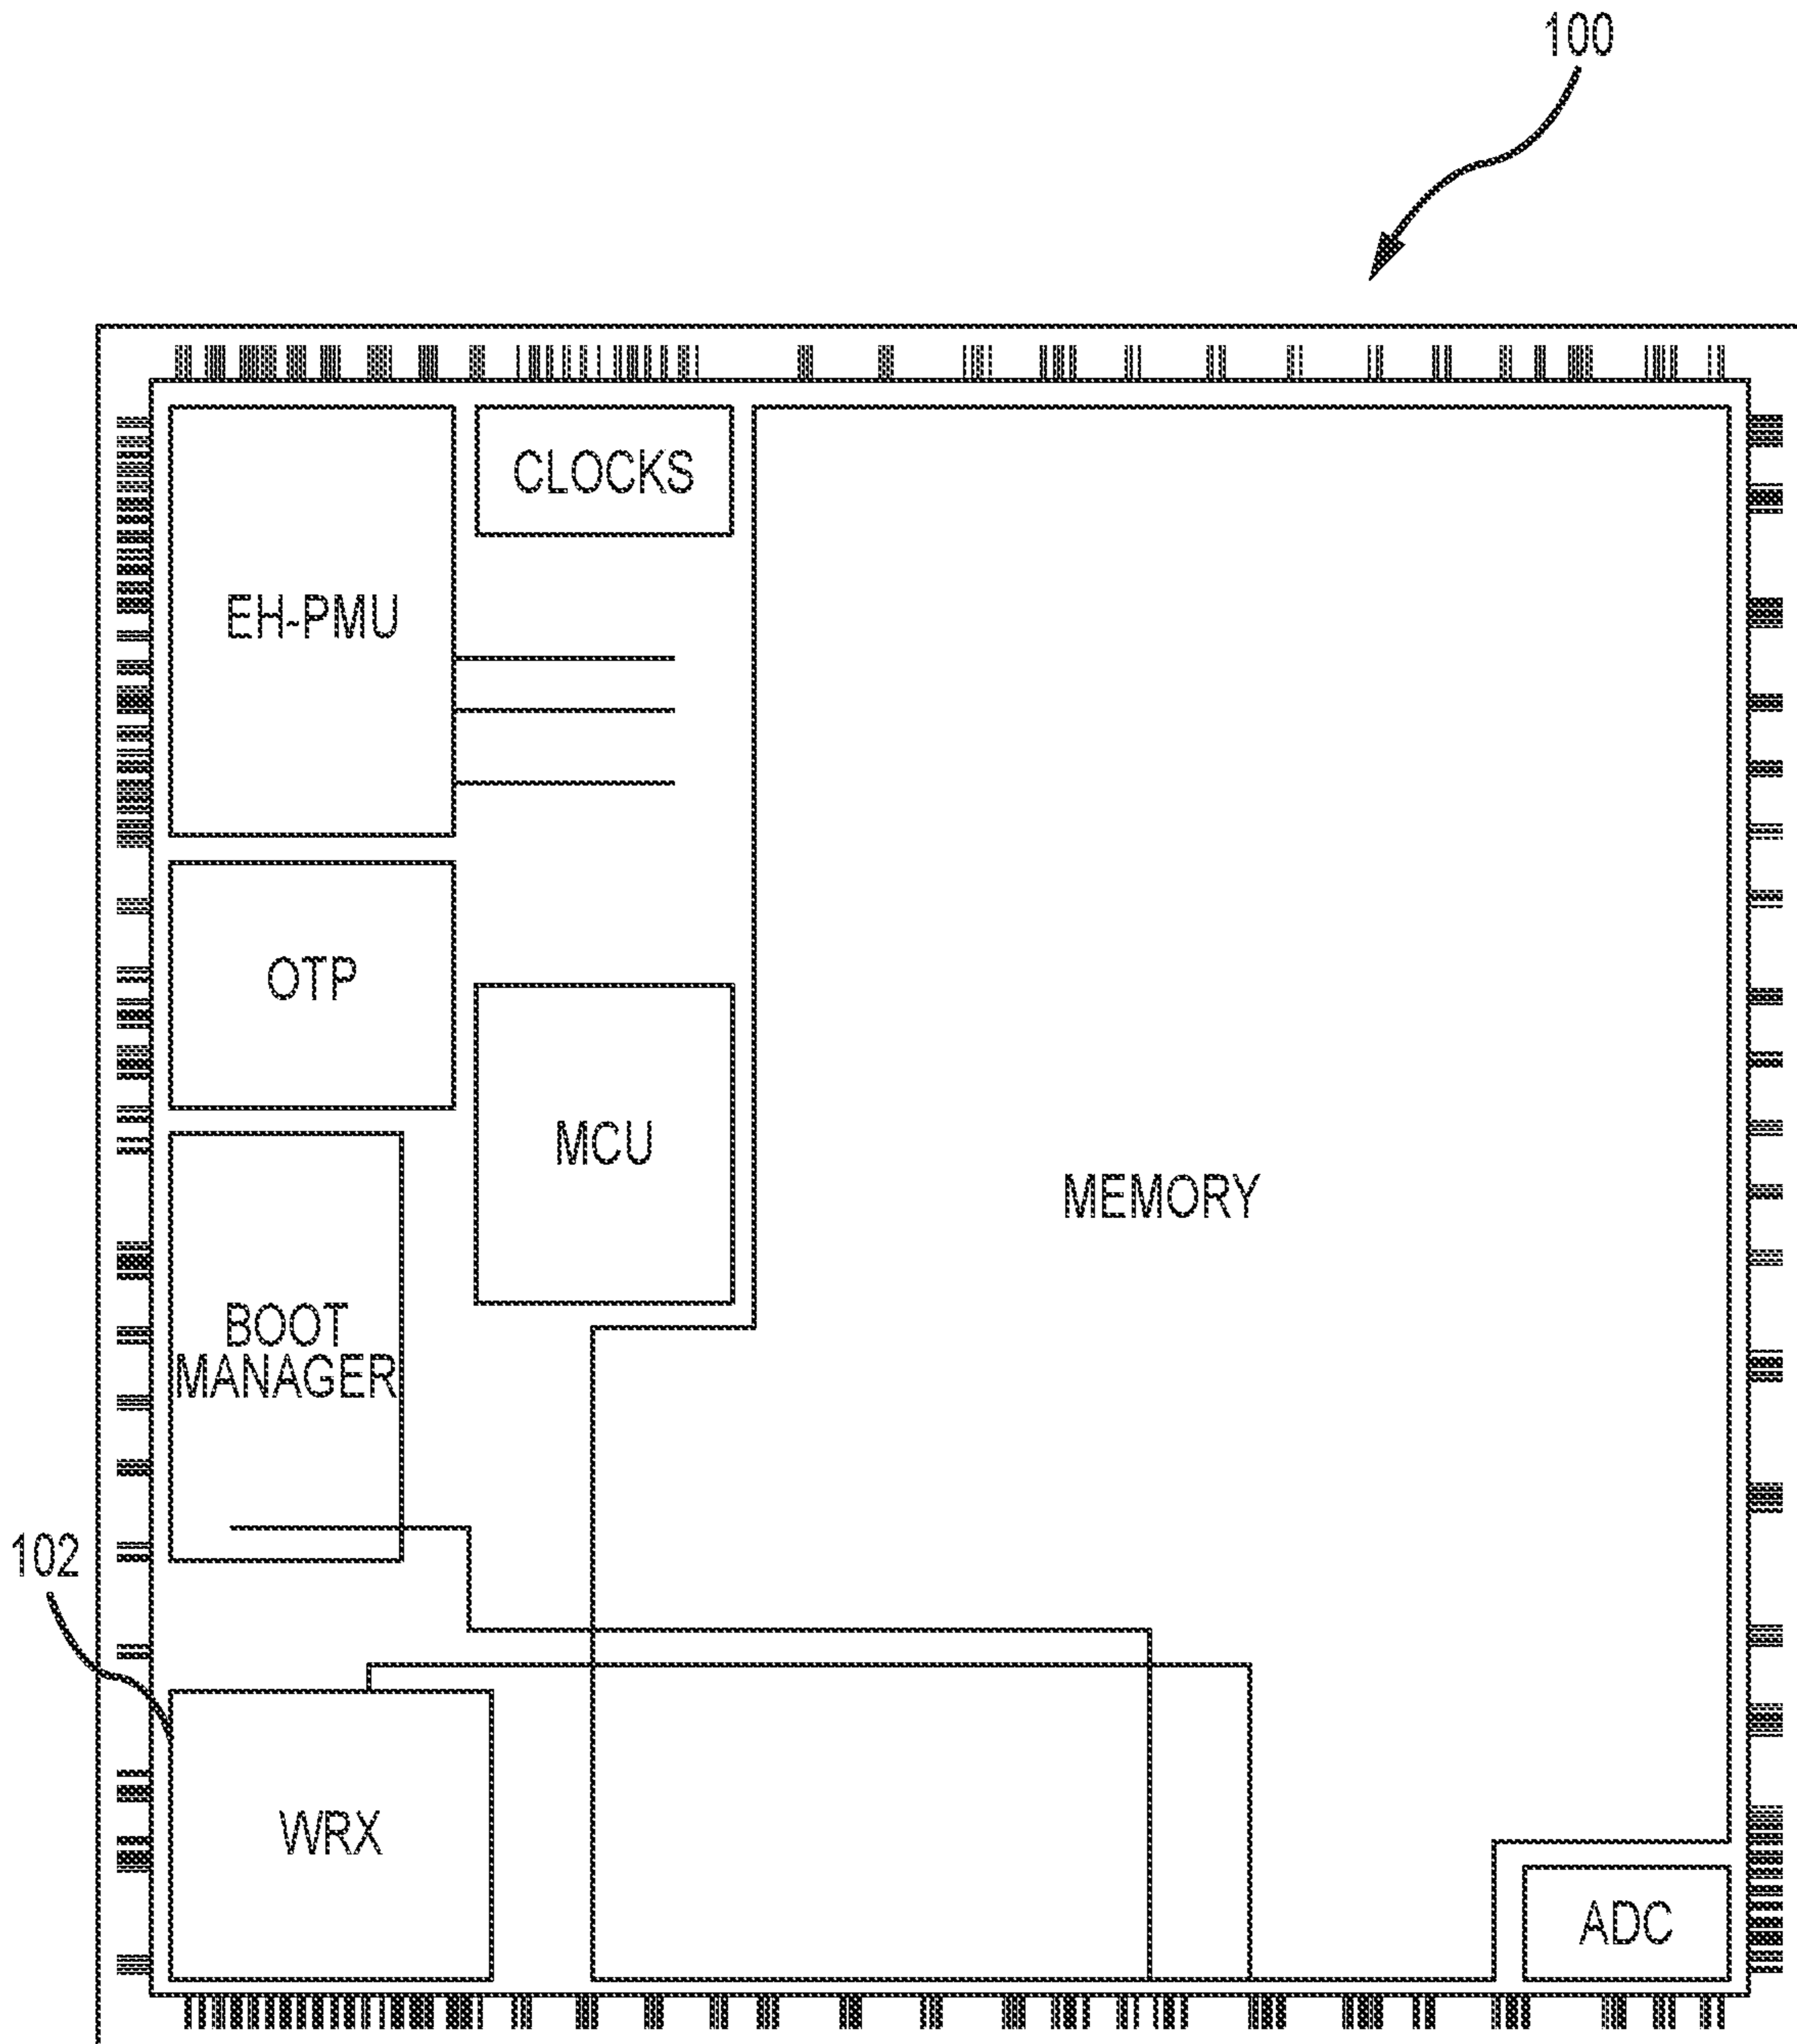 100
CLOCKS
EH-PMU
OTP
MCU
MEMORY
BOOT
MANAGER
102
WRX
ADC